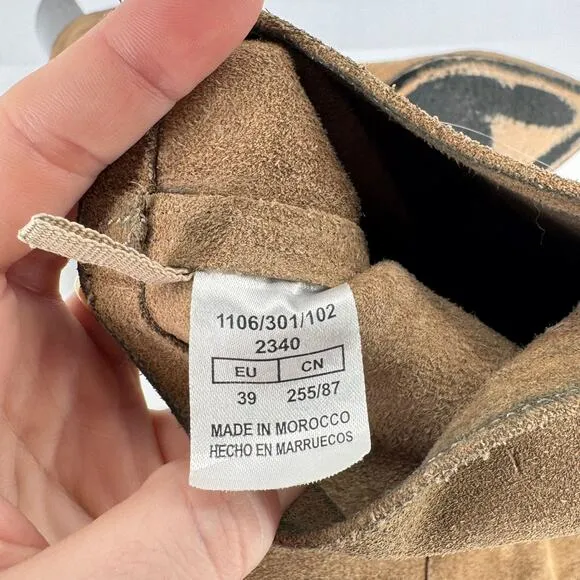 1106/301/102
2340
EU CN
39 255/87
MADE IN MOROCCO
HECHO EN MARRUECOS